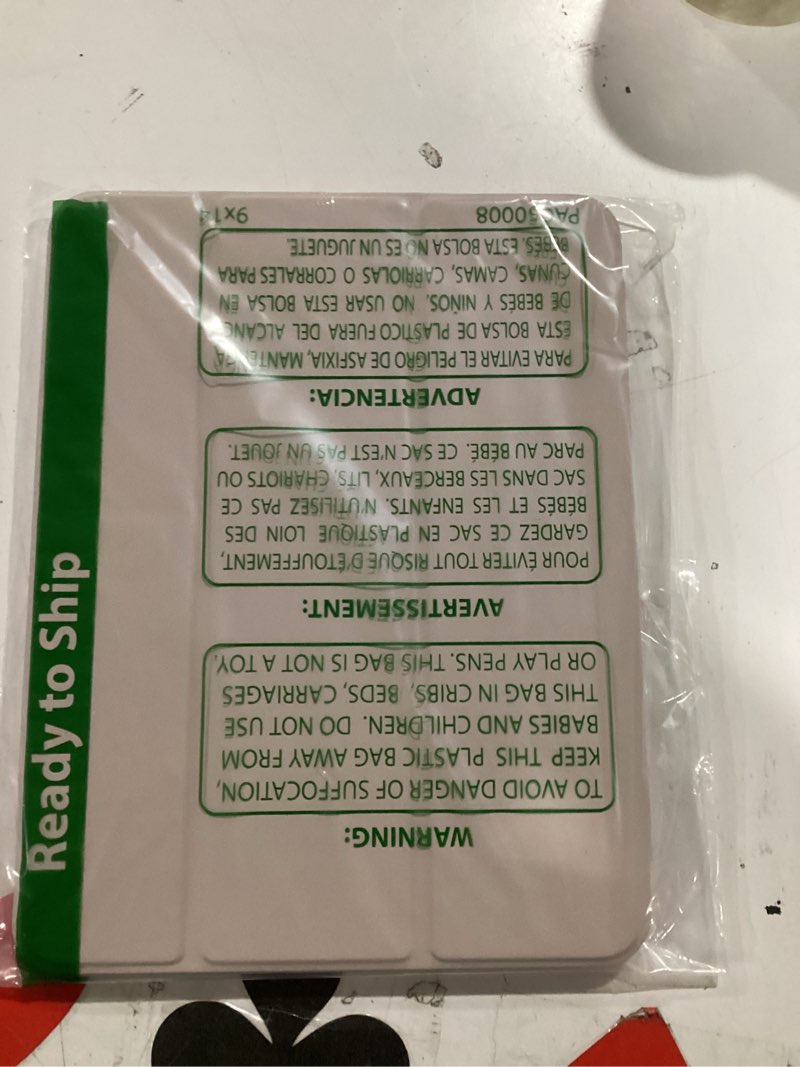 Ready to Ship
WARNING:
TO AVOID DANGER OF SUFFOCATION,
KEEP THIS PLASTIC BAG AWAY FROM
BABIES AND CHILDREN. DO NOT USE
THIS BAG IN CRIBS, BEDS, CARRIAGES
OR PLAY PENS. THIS BAG IS NOT A TOY.
AVERTISSEMENT:
POUR ÉVITER TOUT RISQUE D'ÉTOUFFEMENT,
GARDEZ CE SAC EN PLASTIQUE LOIN DES
BÉBÉS ET LES ENFANTS. N'UTILISEZ PAS CE
SAC DANS LES BERCEAUX, LITS, CHARIOTS OU
PARC AU BÉBÉ. CE SAC N'EST PAS UN JOUET.
ADVERTENCIA:
PARA EVITAR EL PELIGRO DE ASFIXIA, MANTENGA
ESTA BOLSA DE PLASTICO FUERA DEL ALCANCE
DE BEBÉS Y NIÑOS. NO USAR ESTA BOLSA EN
CUNAS, CAMAS, CARRIOLAS O CORRALES PARA
BEBÉS. ESTA BOLSA NO ES UN JUGUETE.
9x14